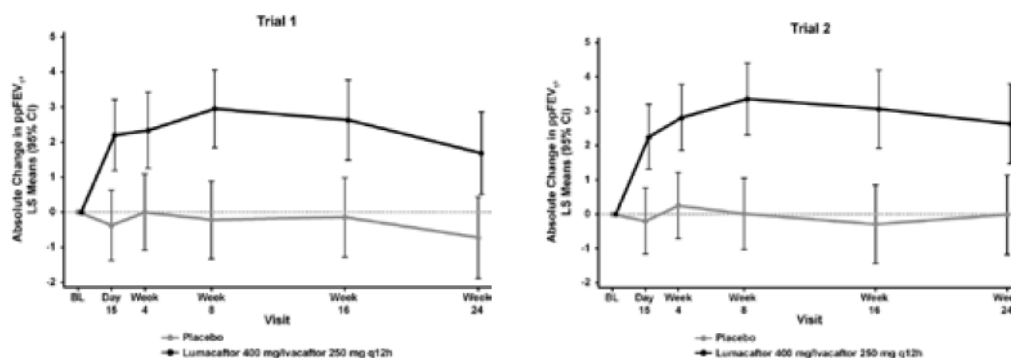 Trial 1
Absolute Change in ppFEV1,
LS Means (95% CI)
5
4
3
2
1
0
-1
-2
BL
Day
15
Week
4
Week
8
Week
16
Week
24
Visit
Placebo
Lumacaftor 400 mg/Ivacaftor 250 mg q12h
Trial 2
Absolute Change in ppFEV1,
LS Means (95% CI)
5
4
3
2
1
0
-1
-2
BL
Day
15
Week
4
Week
8
Week
16
Week
24
Visit
Placebo
Lumacaftor 400 mg/Ivacaftor 250 mg q12h